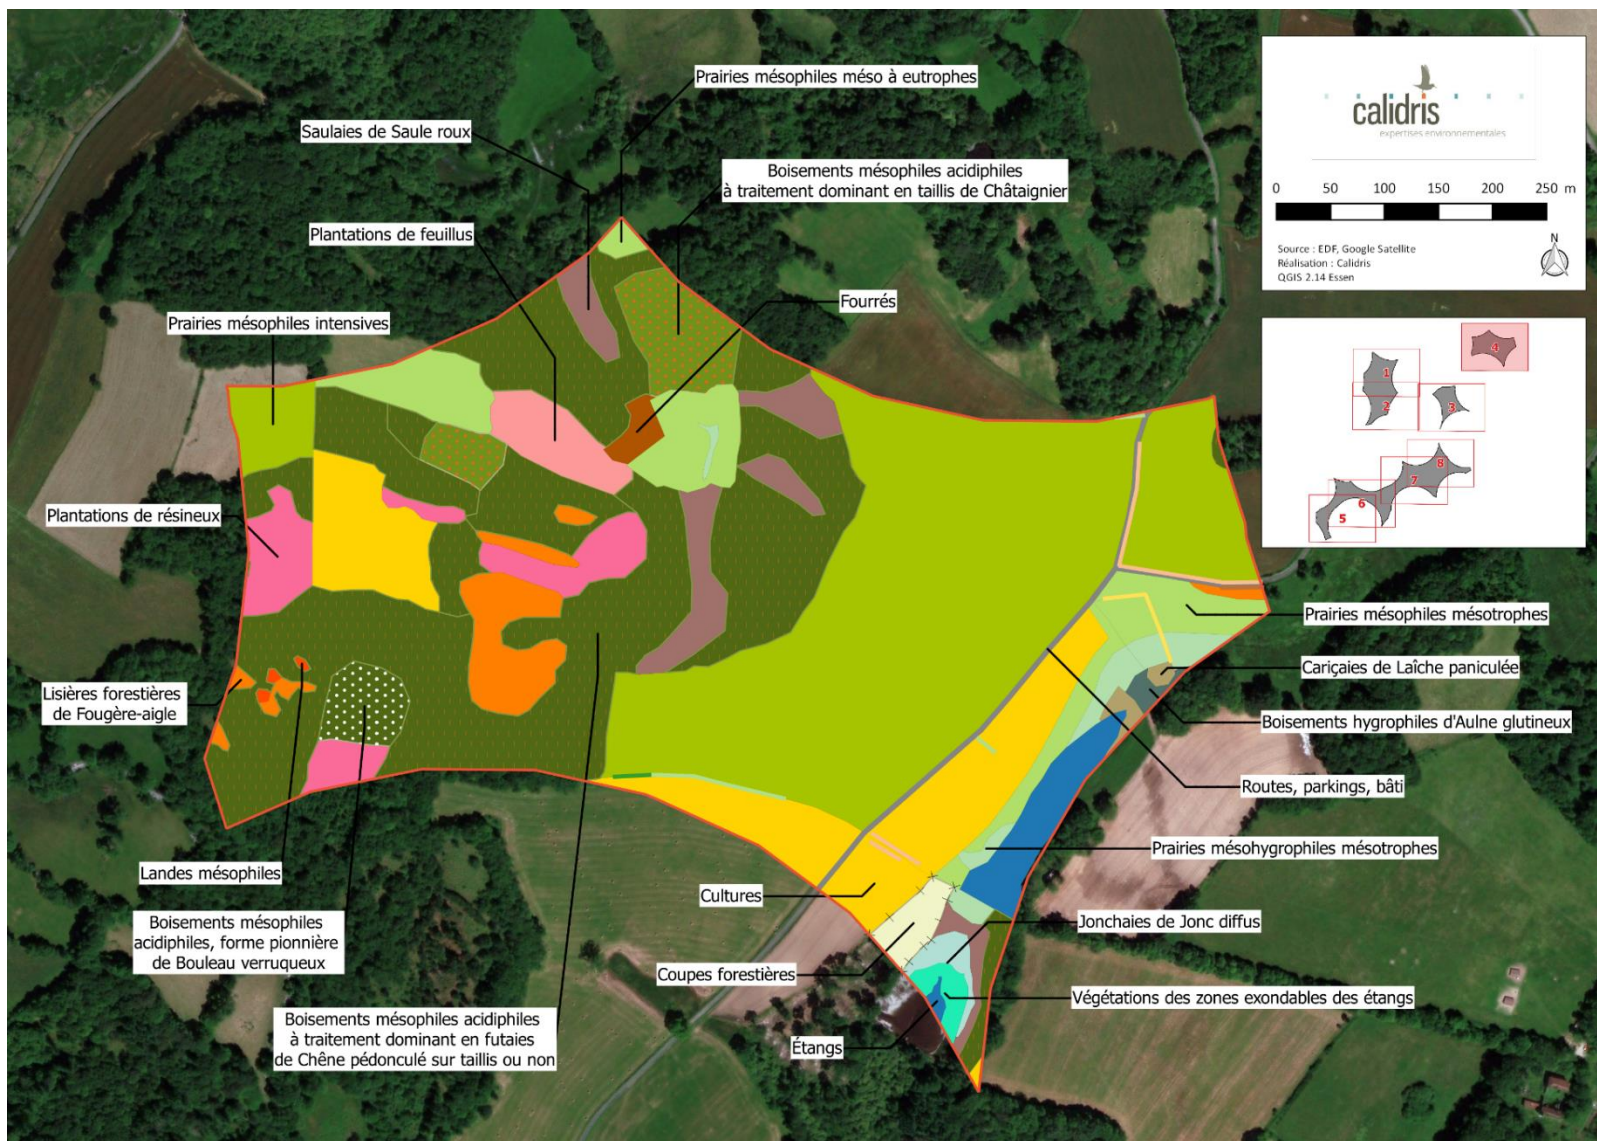 Prairies mésophiles méso à eutrophes
Saulaies de Saule roux
Boisements mésophiles acidiphiles
à traitement dominant en taillis de Châtaignier
Plantations de feuillus
Fourrés
Prairies mésophiles intensives
Plantations de résineux
Lisières forestières
de Fougère-aigle
Landes mésophiles
Boisements mésophiles
acidiphiles, forme pionnière
de Bouleau verruqueux
Boisements mésophiles acidiphiles
à traitement dominant en futaies
de Chêne pédonculé sur taillis ou non
Cultures
Coupes forestières
Étangs
Prairies mésophiles mésotrophes
Cariçaies de Laîche paniculée
Boisements hygrophiles d'Aulne glutineux
Routes, parkings, bâti
Prairies mésohygrophiles mésotrophes
Jonchaies de Jonc diffus
Végétations des zones exondables des étangs
calidris
expertises environnementales
0 50 100 150 200 250 m
Source : EDF, Google Satellite
Réalisation : Calidris
QGIS 2.14 Essen
N
4
1
2
3
8
7
6
5